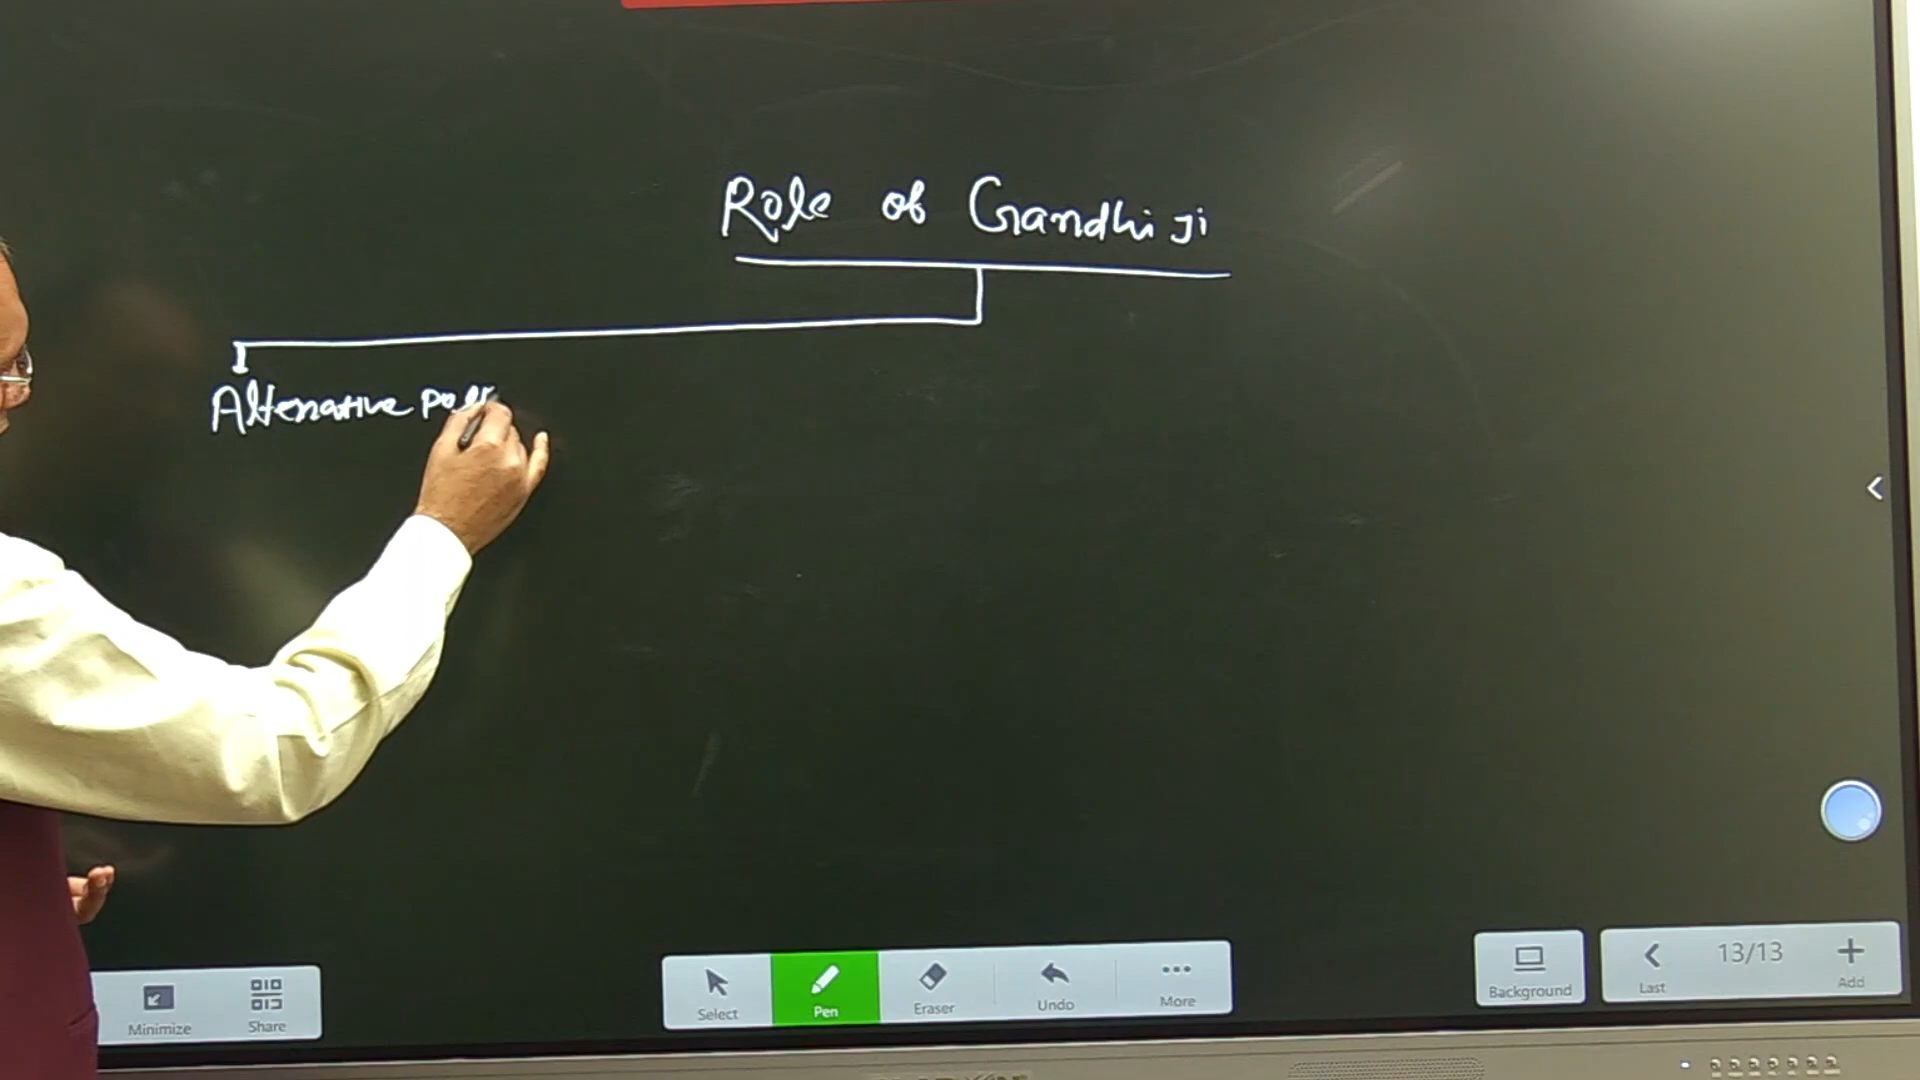 Role of Gandhi Ji
Alternative
Minimize
Share
Select
Pen
Eraser
Undo
More
Background
Last
13/13
Add